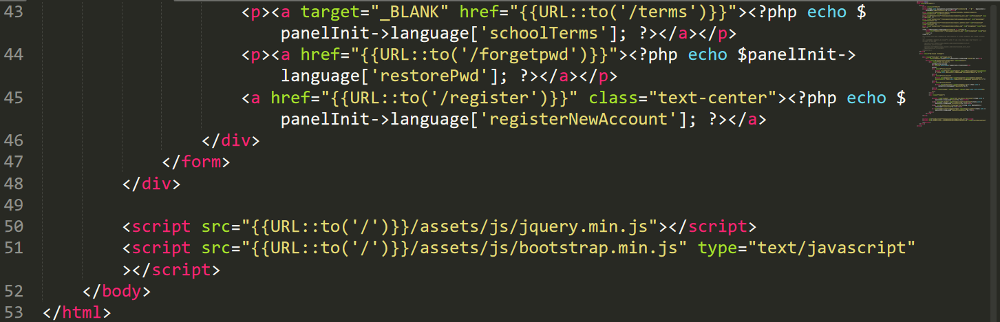 43 <p><a target="_BLANK" href="{{URL::to('/terms')}}"><?php echo $
panelInit->language['schoolTerms']; ?></a></p>
44 <p><a href="{{URL::to('/forgetpwd')}}"><?php echo $panelInit->
language['restorePwd']; ?></a></p>
45 <a href="{{URL::to('/register')}}" class="text-center"><?php echo $
panelInit->language['registerNewAccount']; ?></a>
46 </div>
47 </form>
48 </div>
49
50 <script src="{{URL::to('/')}}/assets/js/jquery.min.js"></script>
51 <script src="{{URL::to('/')}}/assets/js/bootstrap.min.js" type="text/javascript"
></script>
52 </body>
53 </html>